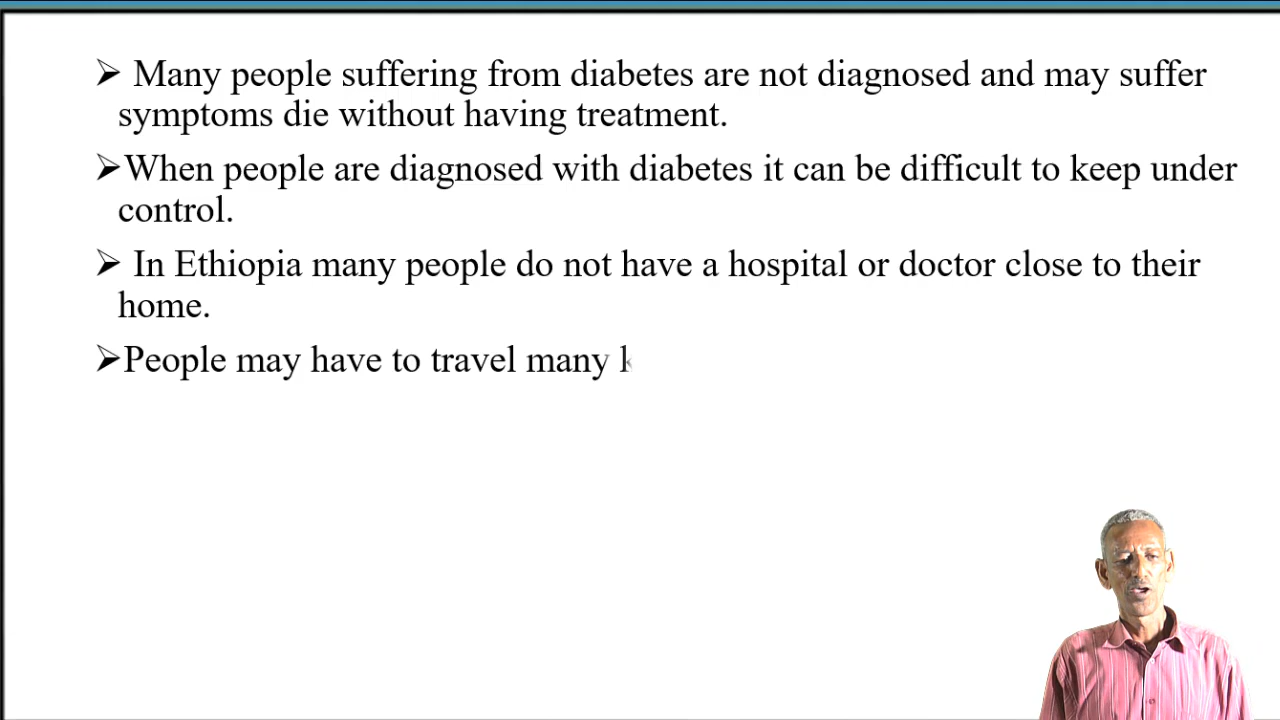 ➢ Many people suffering from diabetes are not diagnosed and may suffer
symptoms die without having treatment.
➢When people are diagnosed with diabetes it can be difficult to keep under
control.
➢ In Ethiopia many people do not have a hospital or doctor close to their
home.
➢People may have to travel many k